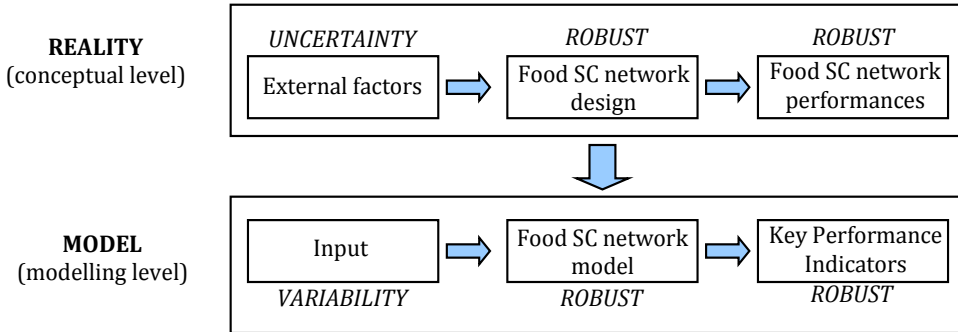 REALITY
(conceptual level)
UNCERTAINTY
ROBUST
ROBUST
External factors
Food SC network
design
Food SC network
performances
MODEL
(modelling level)
Input
Food SC network
model
Key Performance
Indicators
VARIABILITY
ROBUST
ROBUST